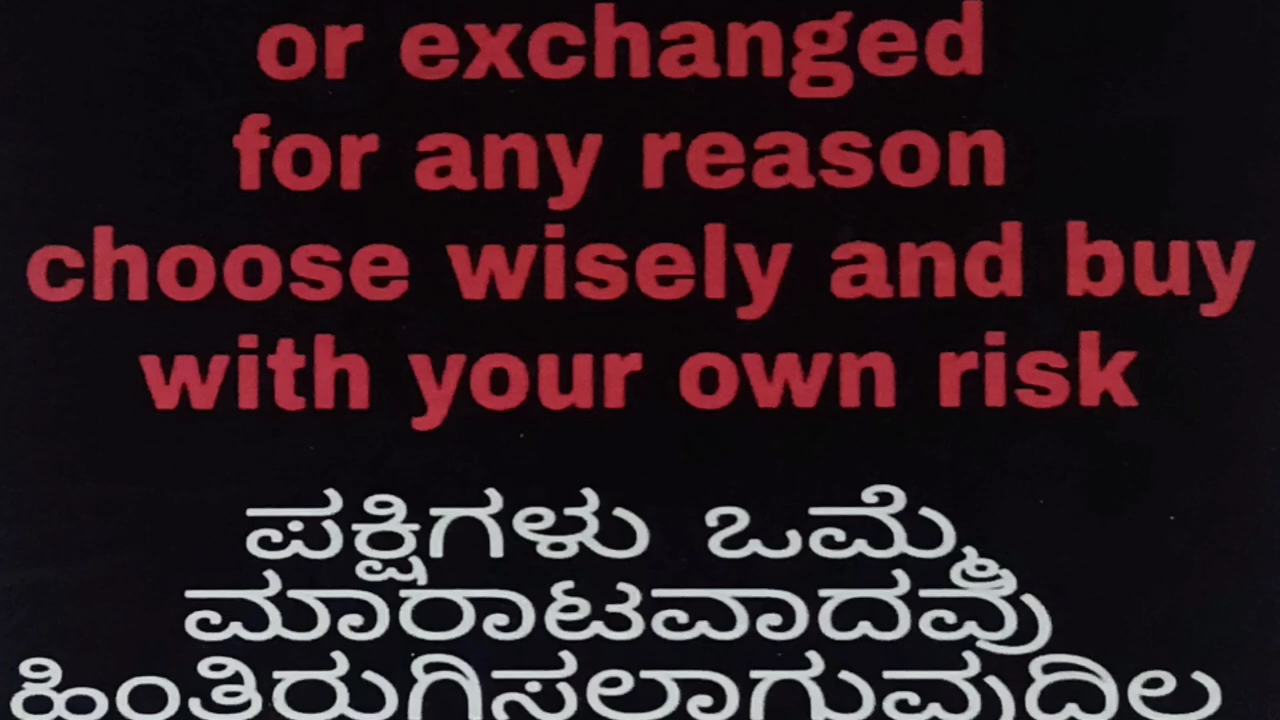 or exchanged
for any reason
choose wisely and buy
with your own risk
ಪಕ್ಷಿಗಳು ಒಮ್ಮೆ
ಮಾರಾಟವಾದವು
ಹಿಂತಿರುಗಿಸಲಾಗುವುದಿಲ